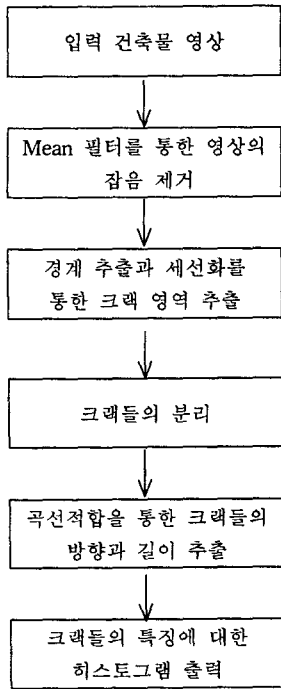 입력 건축물 영상
Mean 필터를 통한 영상의
잡음 제거
경계 추출과 세선화를
통한 크랙 영역 추출
크랙들의 분리
곡선적합을 통한 크랙들의
방향과 길이 추출
크랙들의 특징에 대한
히스토그램 출력